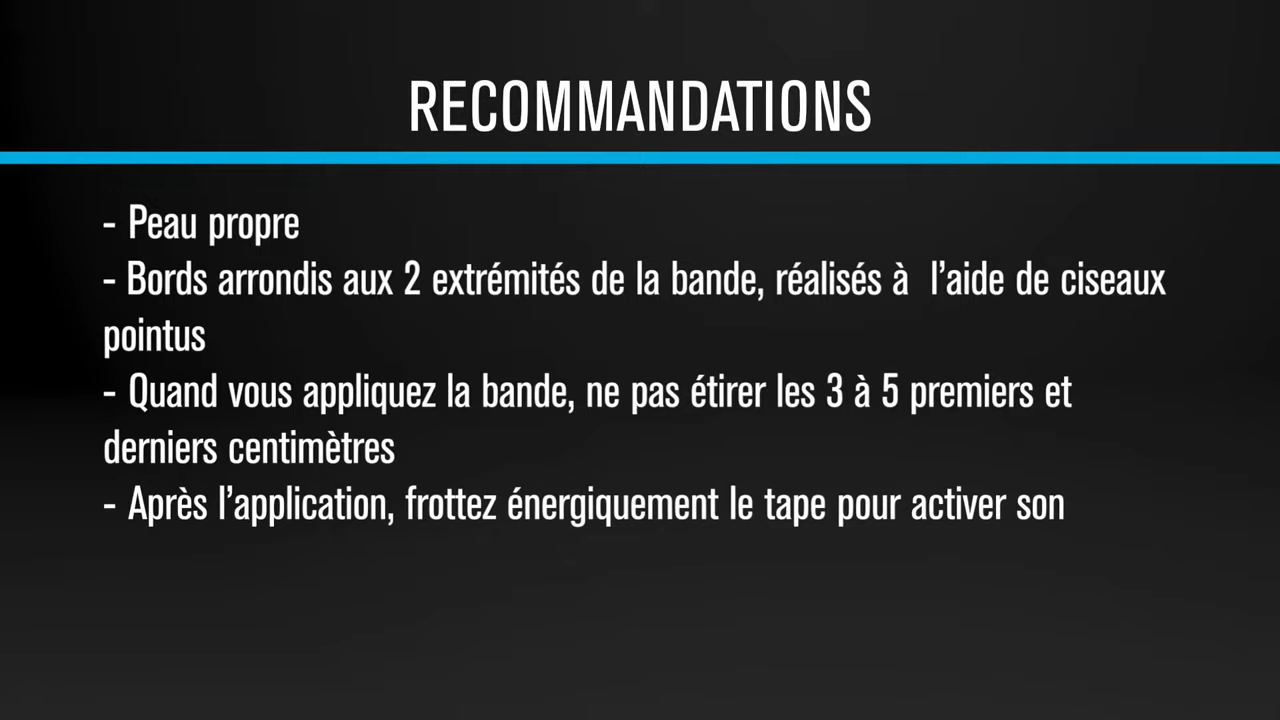 RECOMMANDATIONS
- Peau propre
- Bords arrondis aux 2 extrémités de la bande, réalisés à  l’aide de ciseaux
pointus
- Quand vous appliquez la bande, ne pas étirer les 3 à 5 premiers et
derniers centimètres
- Après l’application, frottez énergiquement le tape pour activer son